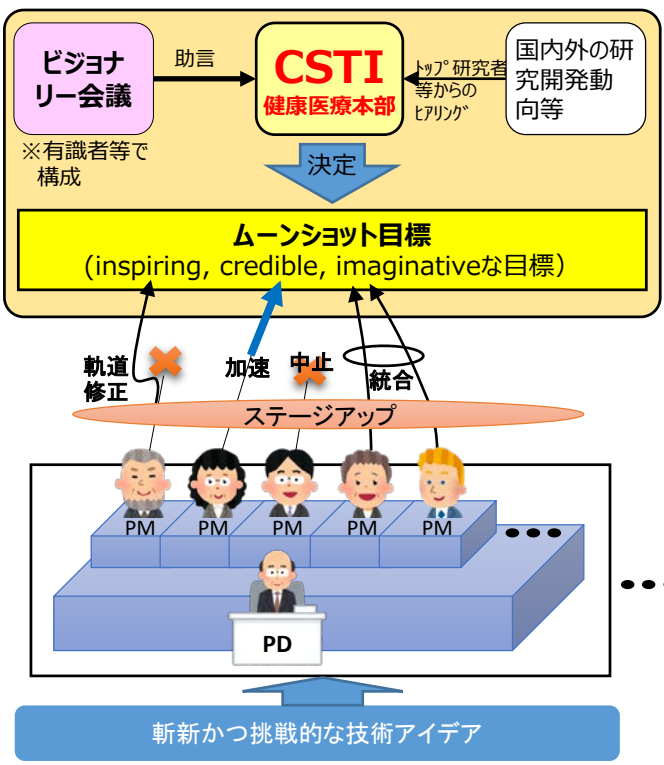 ビジョナ
リー会議
助言
CSTI
健康医療本部
ﾄｯﾌﾟ研究者
等からの
ﾋｱﾘﾝｸﾞ
国内外の研
究開発動
向等
※有識者等で
構成
決定
ムーンショット目標
(inspiring, credible, imaginativeな目標）
軌道
修正
加速
中止
統合
ステージアップ
PM
PM
PM
PM
PM
●●●
PD
●●●
斬新かつ挑戦的な技術アイデア